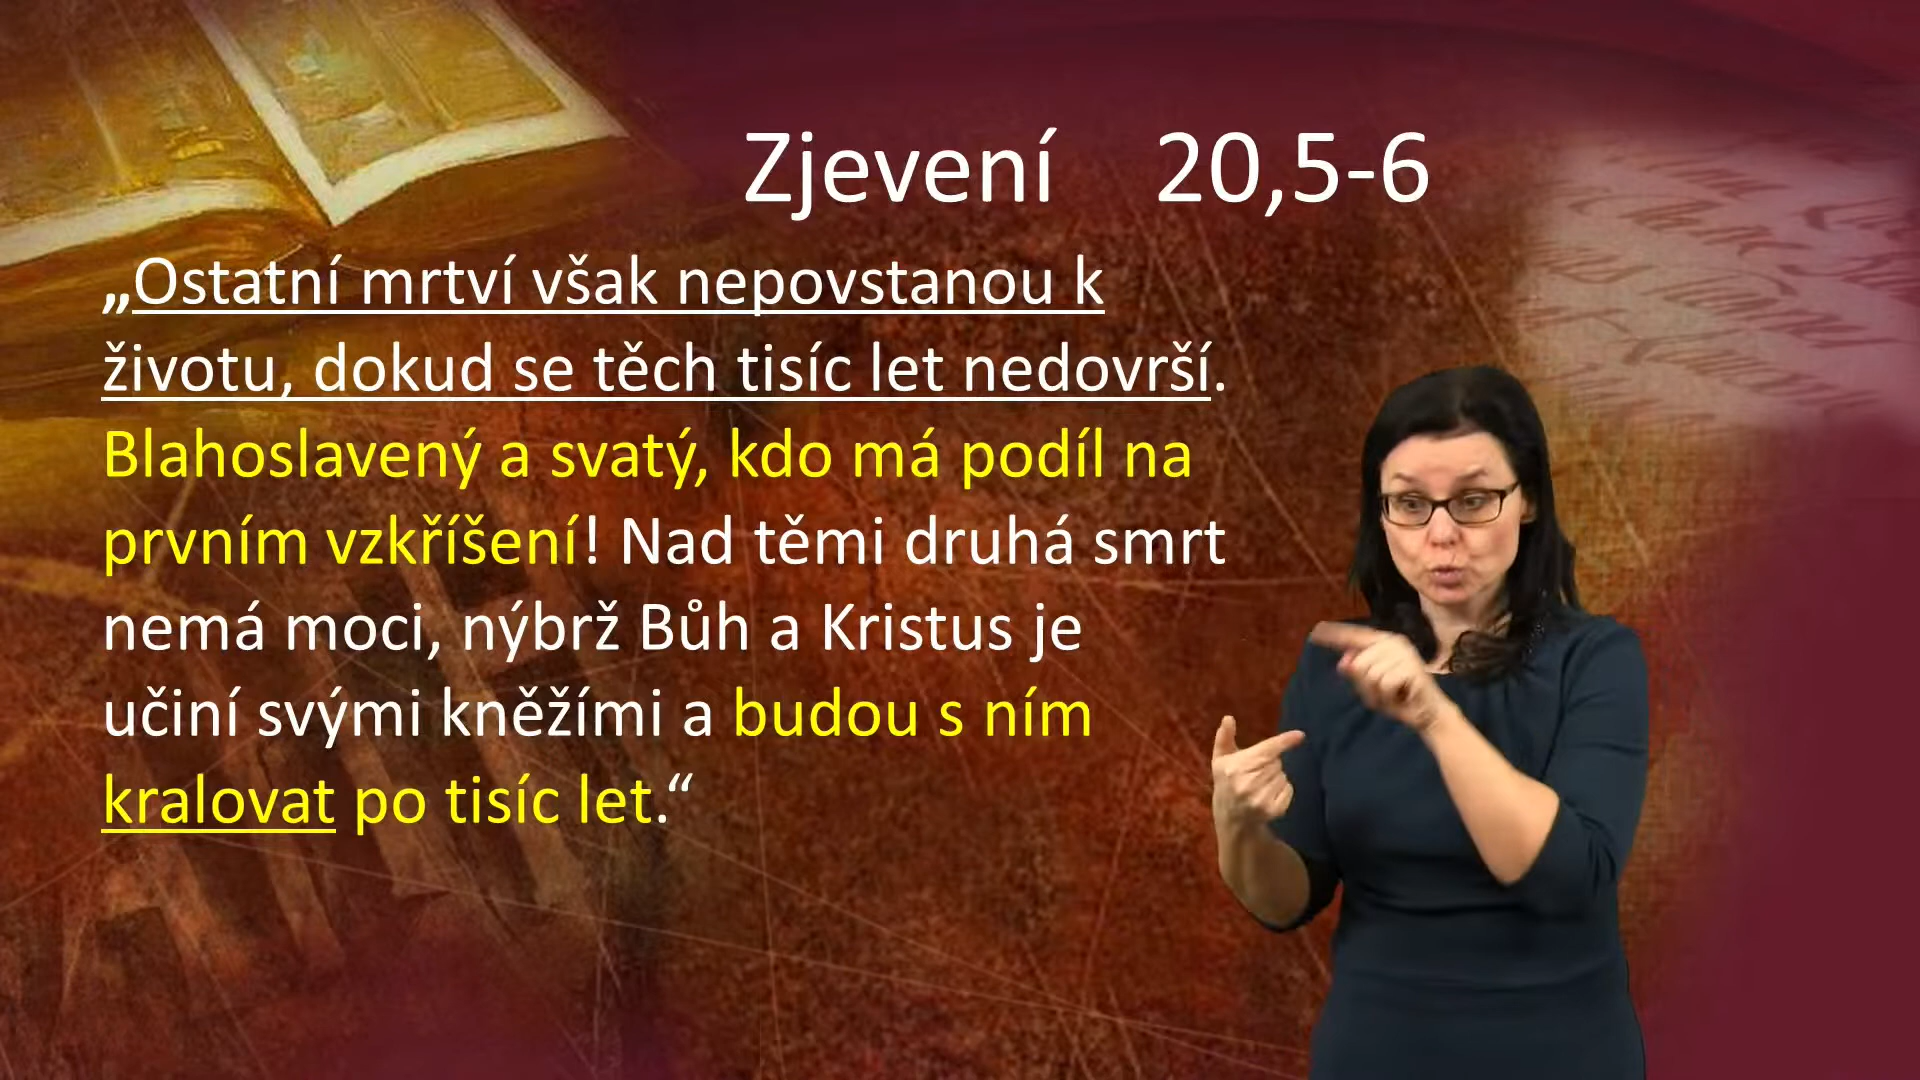 Zjevení 20,5-6
„Ostatní mrtví však nepovstanou k
životu, dokud se těch tisíc let nedovrší.
Blahoslavený a svatý, kdo má podíl na
prvním vzkříšení! Nad těmi druhá smrt
nemá moci, nýbrž Bůh a Kristus je
učiní svými kněžími a budou s ním
kralovat po tisíc let.“